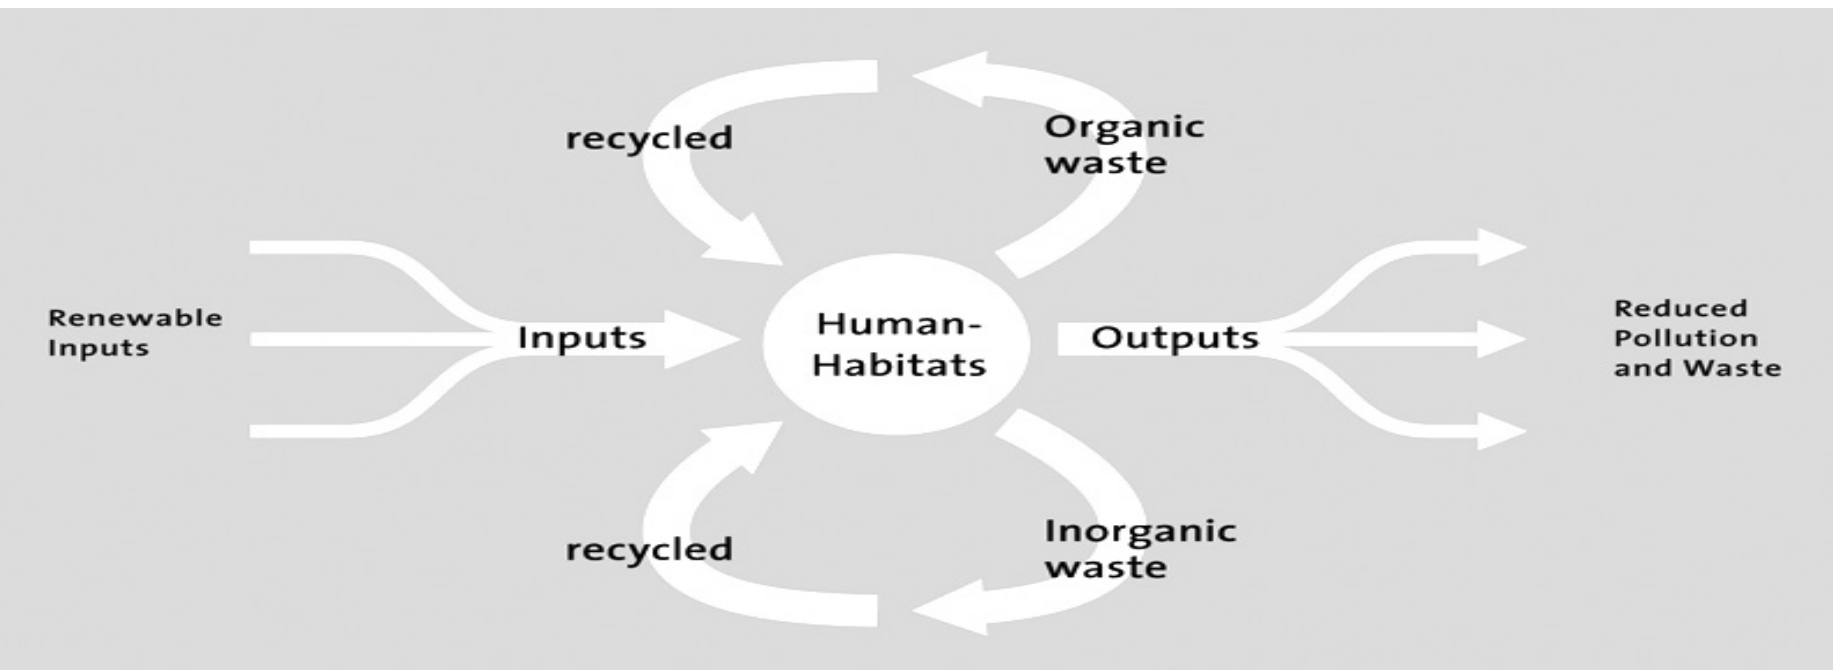 recycled
Organic
waste
Renewable
Inputs
Inputs
Human-
Habitats
Outputs
Reduced
Pollution
and Waste
recycled
Inorganic
waste